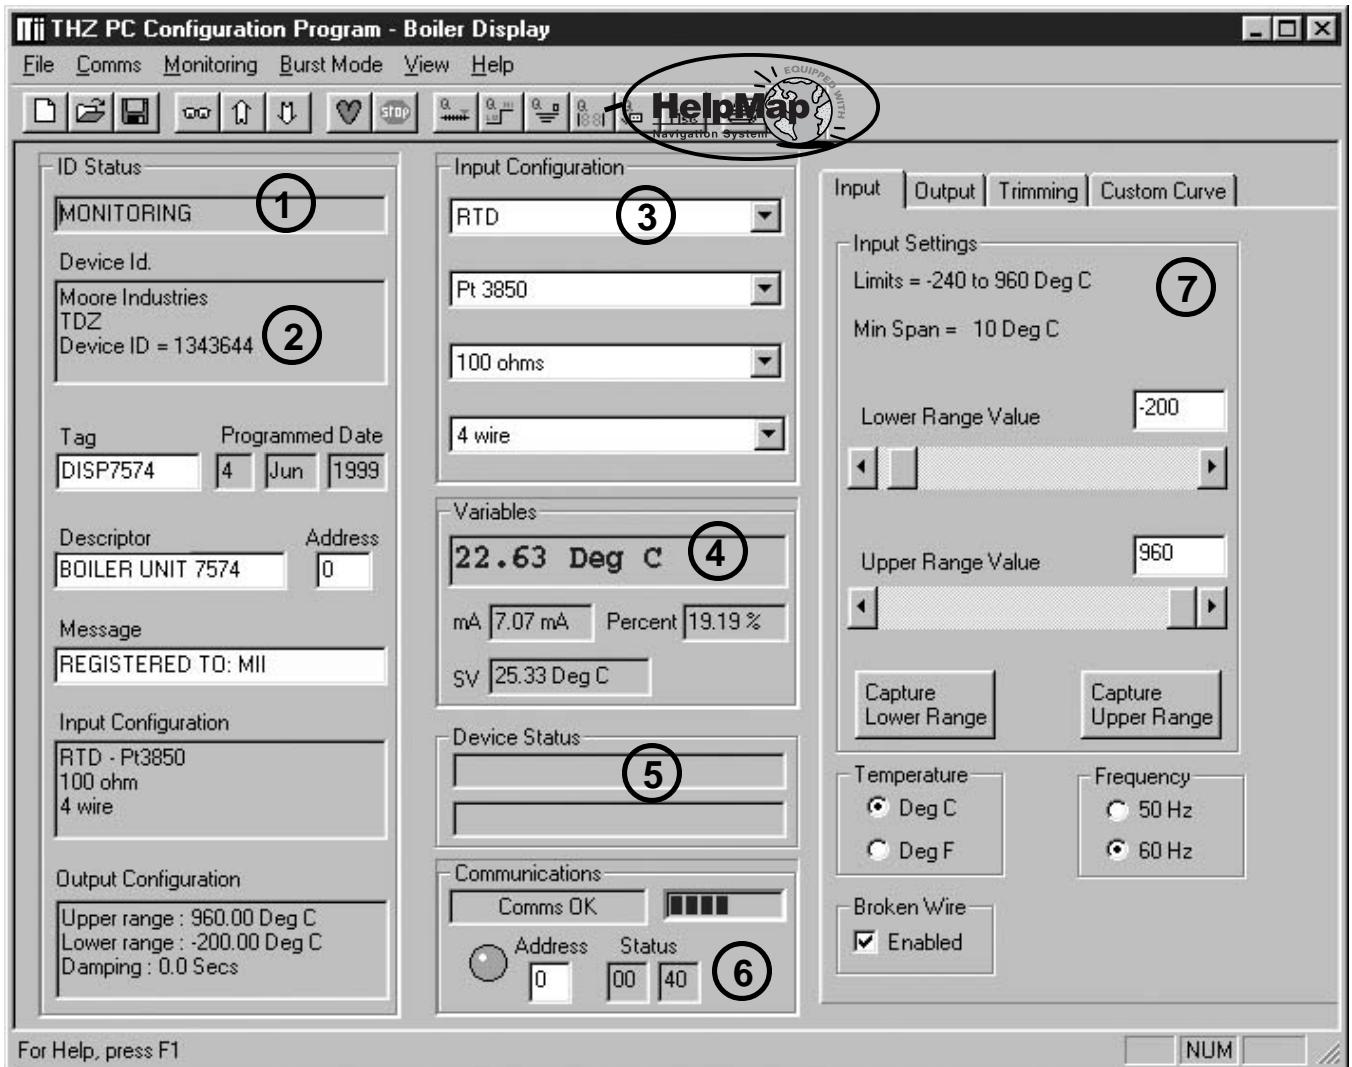 THZ PC Configuration Program - Boiler Display
File Comms Monitoring Burst Mode View Help
STOP
EQUIPPED WITH
HelpMap
Navigation System
ID Status
1
MONITORING
Device Id.
Moore Industries
TDZ
Device ID = 1343644
2
Tag Programmed Date
DISP7574 4 Jun 1999
Descriptor Address
BOILER UNIT 7574 0
Message
REGISTERED TO: MII
Input Configuration
RTD - Pt3850
100 ohm
4 wire
Output Configuration
Upper range : 960.00 Deg C
Lower range : -200.00 Deg C
Damping : 0.0 Secs
Input Configuration
RTD
3
Pt 3850
100 ohms
4 wire
Variables
22.63 Deg C
4
mA 7.07 mA Percent 19.19 %
SV 25.33 Deg C
Device Status
5
Communications
Comms OK
Address Status
0 00 40
6
Input Output Trimming Custom Curve
Input Settings
Limits = -240 to 960 Deg C
7
Min Span = 10 Deg C
Lower Range Value -200
Upper Range Value 960
Capture
Lower Range
Capture
Upper Range
Temperature
Deg C
Deg F
Frequency
50 Hz
60 Hz
Broken Wire
Enabled
For Help, press F1
NUM